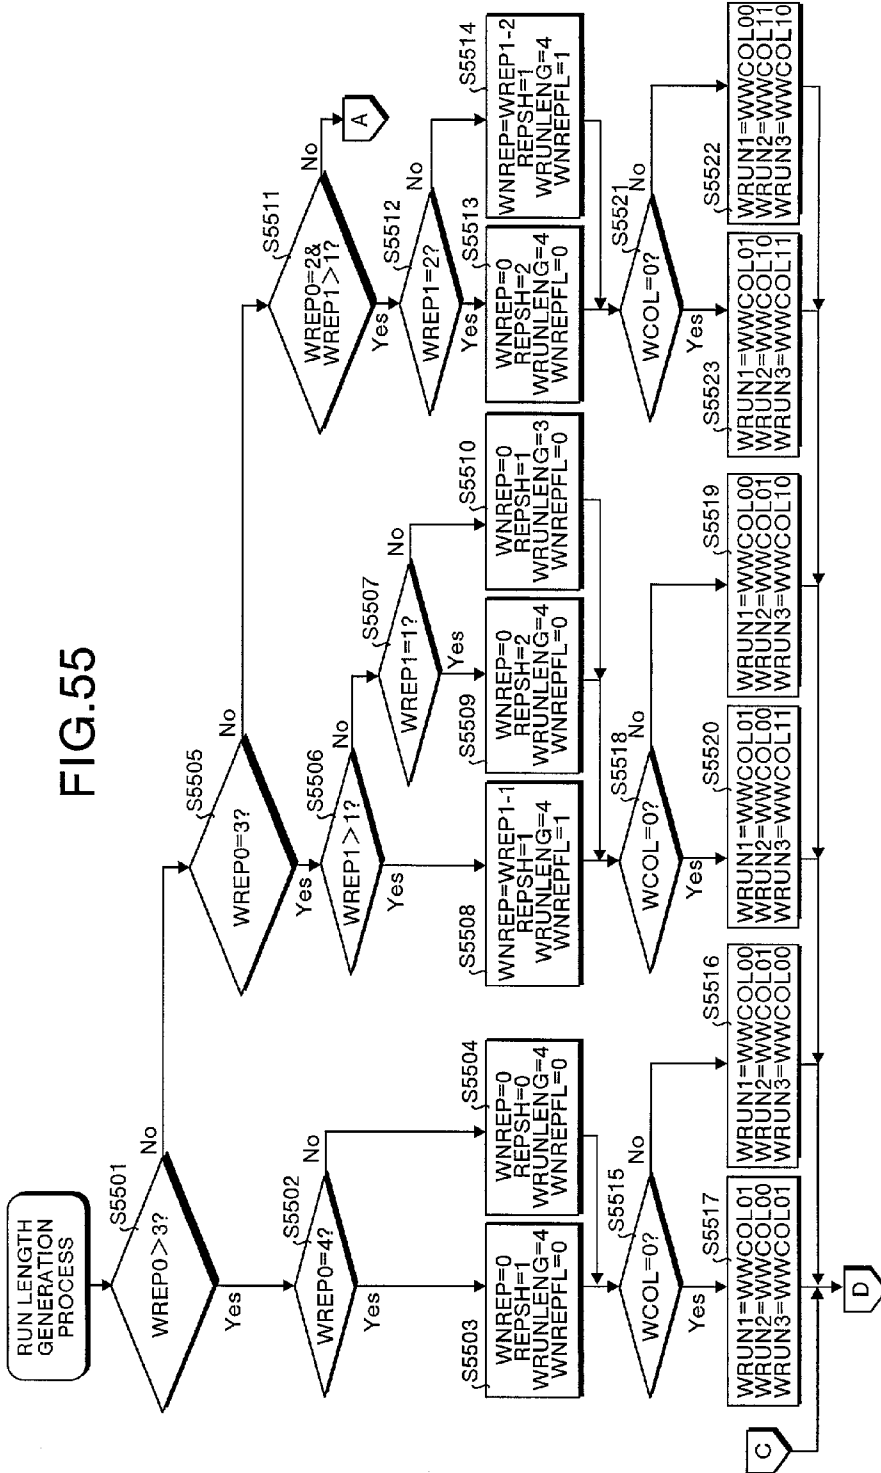 FIG.55
RUN LENGTH
GENERATION
PROCESS
S5501
WREP0>3?
No
Yes
S5502
WREP0=4?
No
Yes
S5503
WNREP=0
REPSH=1
WRUNLENG=4
WNREPFL=0
S5504
WNREP=0
REPSH=0
WRUNLENG=4
WNREPFL=0
S5515
WCOL=0?
No
Yes
S5517
WRUN1=WWCOL01
WRUN2=WWCOL00
WRUN3=WWCOL01
S5516
WRUN1=WWCOL00
WRUN2=WWCOL01
WRUN3=WWCOL00
S5505
WREP0=3?
No
Yes
S5506
WREP1>1?
No
Yes
S5507
WREP1=1?
No
Yes
S5508
WNREP=WREP1-1
REPSH=1
WRUNLENG=4
WNREPFL=1
S5509
WNREP=0
REPSH=2
WRUNLENG=4
WNREPFL=0
S5510
WNREP=0
REPSH=1
WRUNLENG=3
WNREPFL=0
S5518
WCOL=0?
No
Yes
S5520
WRUN1=WWCOL01
WRUN2=WWCOL00
WRUN3=WWCOL11
S5519
WRUN1=WWCOL00
WRUN2=WWCOL01
WRUN3=WWCOL10
S5511
WREP0=2&
WREP1>1?
No
A
Yes
S5512
WREP1=2?
No
Yes
S5513
WNREP=0
REPSH=2
WRUNLENG=4
WNREPFL=0
S5514
WNREP=WREP1-2
REPSH=1
WRUNLENG=4
WNREPFL=1
S5521
WCOL=0?
No
Yes
S5523
WRUN1=WWCOL01
WRUN2=WWCOL10
WRUN3=WWCOL11
S5522
WRUN1=WWCOL00
WRUN2=WWCOL11
WRUN3=WWCOL10
C
D